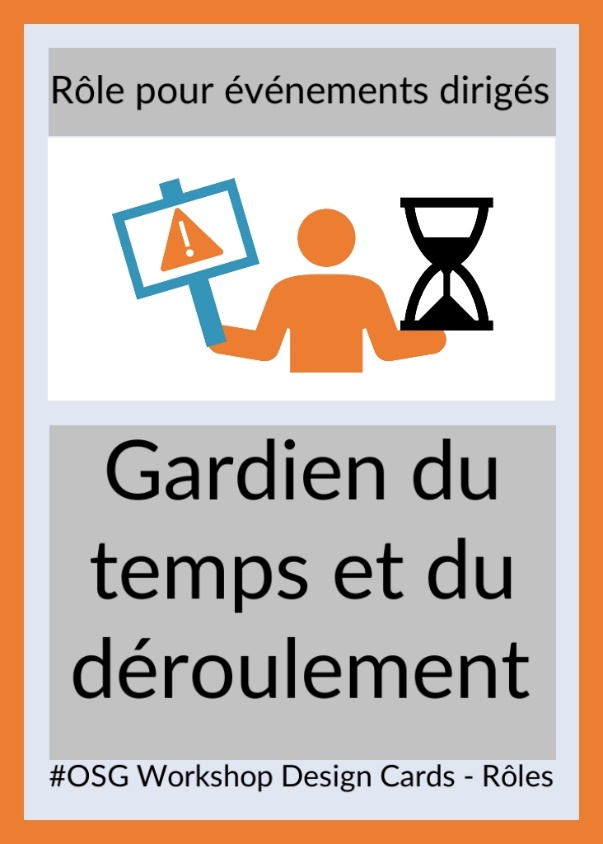 Rôle pour événements dirigés
Gardien du
temps et du
déroulement
#OSG Workshop Design Cards - Rôles